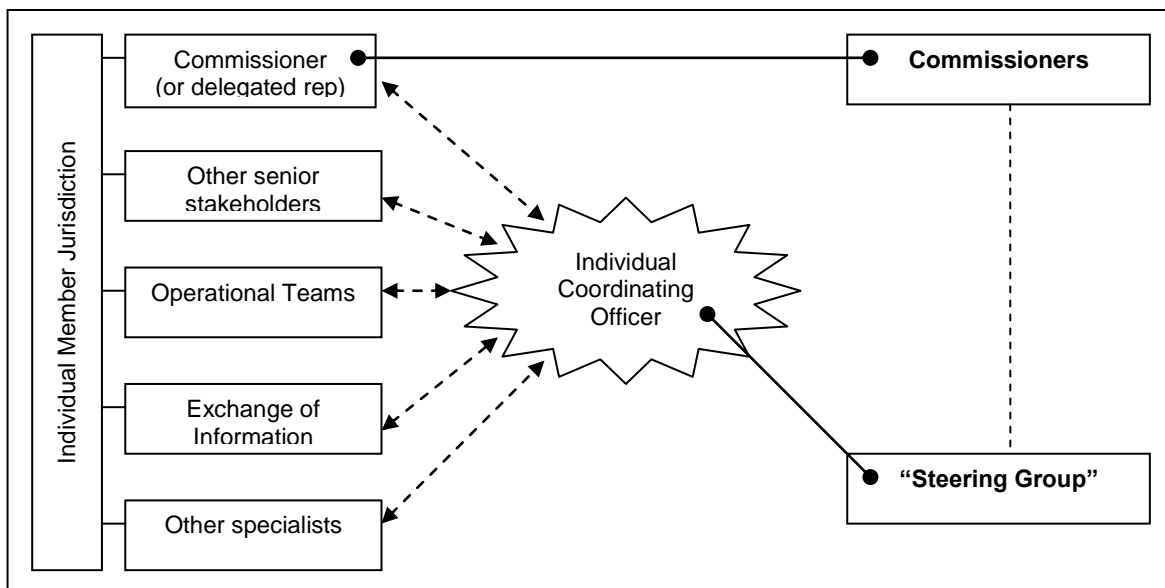 Individual Member Jurisdiction
Commissioner
(or delegated rep)
Other senior
stakeholders
Operational Teams
Exchange of
Information
Other specialists
Individual
Coordinating
Officer
Commissioners
“Steering Group”